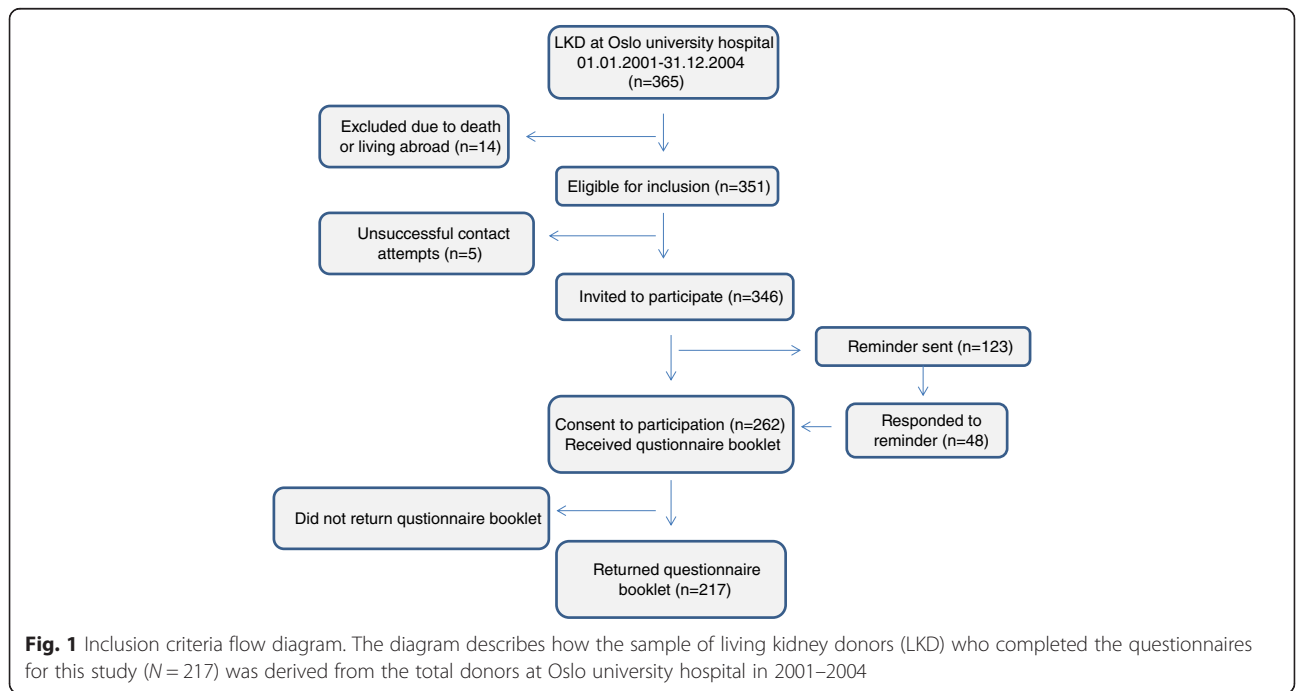 LKD at Oslo university hospital
01.01.2001-31.12.2004
(n=365)
Excluded due to death
or living abroad (n=14)
Eligible for inclusion (n=351)
Unsuccessful contact
attempts (n=5)
Invited to participate (n=346)
Reminder sent (n=123)
Responded to
reminder (n=48)
Consent to participation (n=262)
Received qustionnaire booklet
Did not return qustionnaire booklet
Returned questionnaire
booklet (n=217)
Fig. 1 Inclusion criteria flow diagram. The diagram describes how the sample of living kidney donors (LKD) who completed the questionnaires
for this study (N = 217) was derived from the total donors at Oslo university hospital in 2001–2004